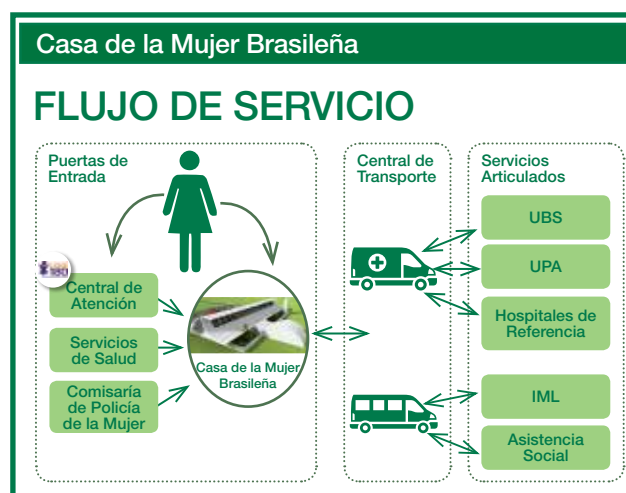 Casa de la Mujer Brasileña
FLUJO DE SERVICIO
Puertas de
Entrada
Central de
Atención
Servicios
de Salud
Comisaría
de Policía
de la Mujer
Casa de la Mujer
Brasileña
Central de
Transporte
Servicios
Articulados
UBS
UPA
Hospitales de
Referencia
IML
Asistencia
Social